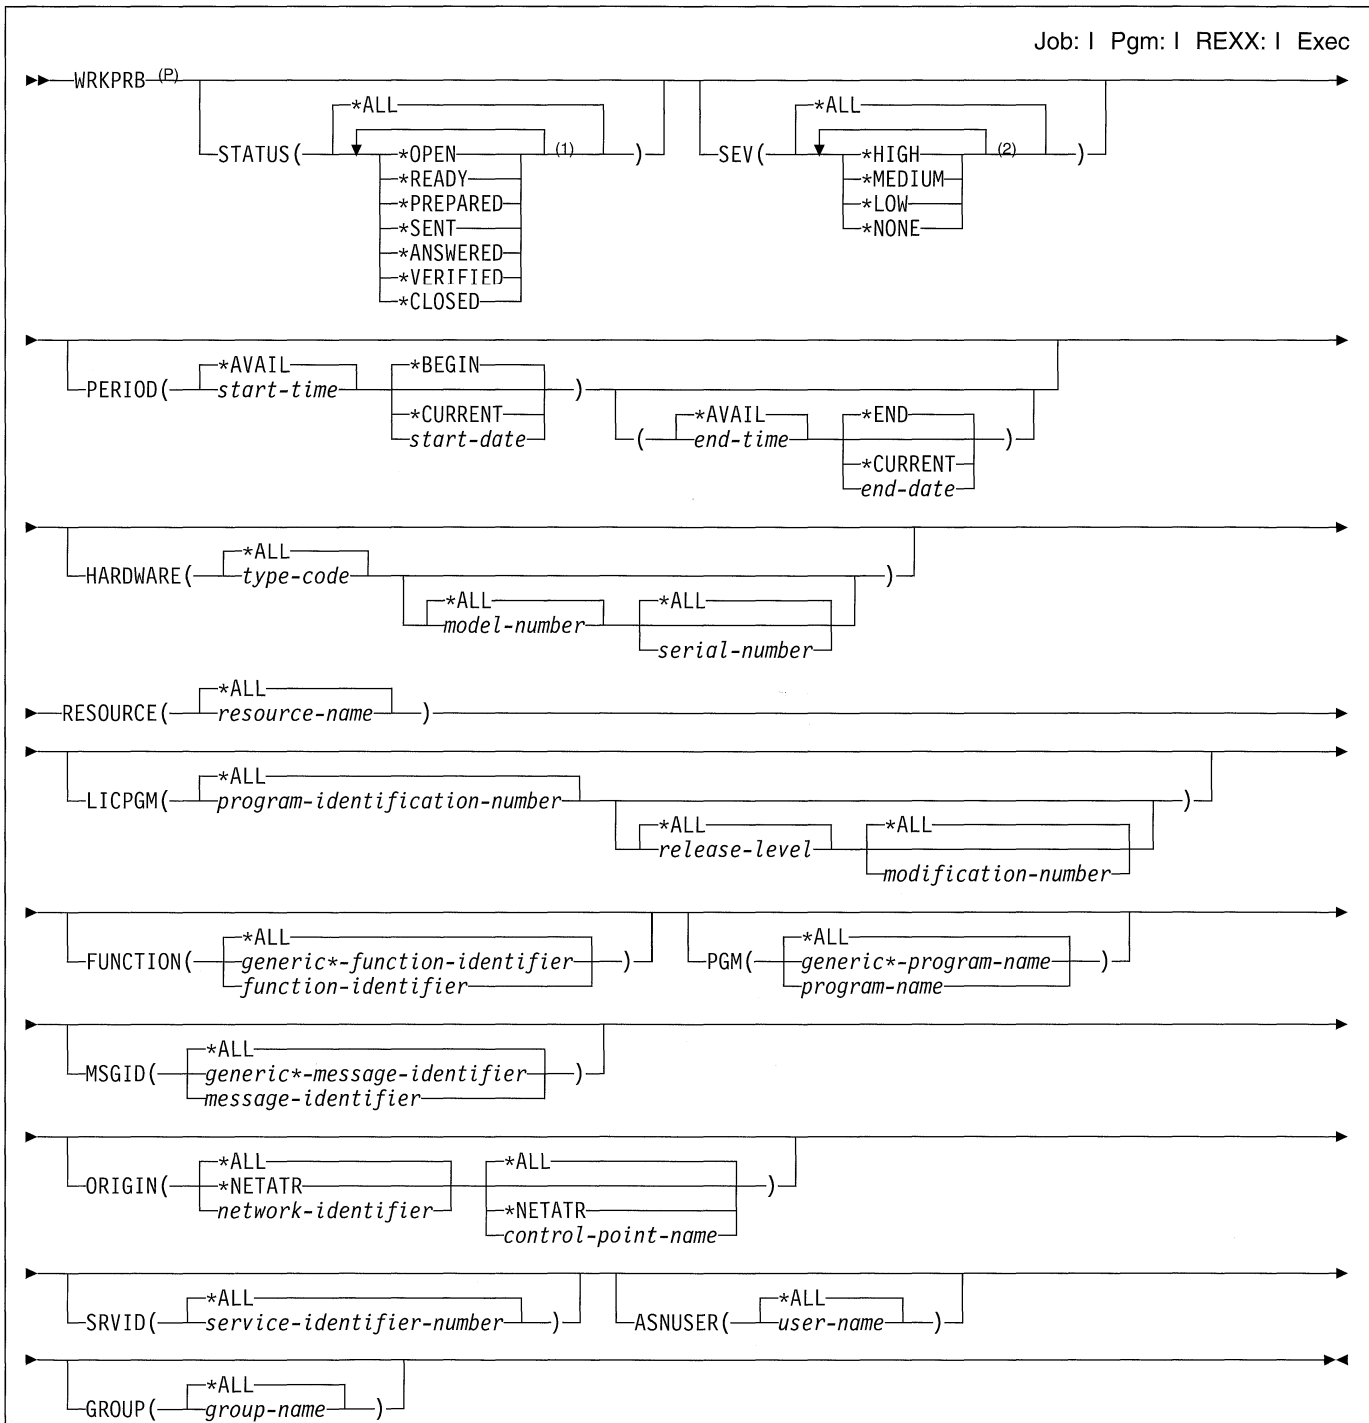 Job: I Pgm: I REXX: I Exec
WRKPRB (P)
STATUS( *ALL )
*OPEN (1)
*READY
*PREPARED
*SENT
*ANSWERED
*VERIFIED
*CLOSED
SEV( *ALL )
*HIGH (2)
*MEDIUM
*LOW
*NONE
PERIOD( *AVAIL
start-time
*BEGIN )
*CURRENT
start-date
( *AVAIL
end-time
*END )
*CURRENT
end-date
HARDWARE( *ALL
type-code
*ALL
model-number
*ALL )
serial-number
RESOURCE( *ALL )
resource-name
LICPGM( *ALL
program-identification-number
*ALL
release-level
*ALL )
modification-number
FUNCTION( *ALL )
generic*-function-identifier
function-identifier
PGM( *ALL )
generic*-program-name
program-name
MSGID( *ALL )
generic*-message-identifier
message-identifier
ORIGIN( *ALL
*NETATR
network-identifier
*ALL )
*NETATR
control-point-name
SRVID( *ALL )
service-identifier-number
ASNUSER( *ALL )
user-name
GROUP( *ALL )
group-name